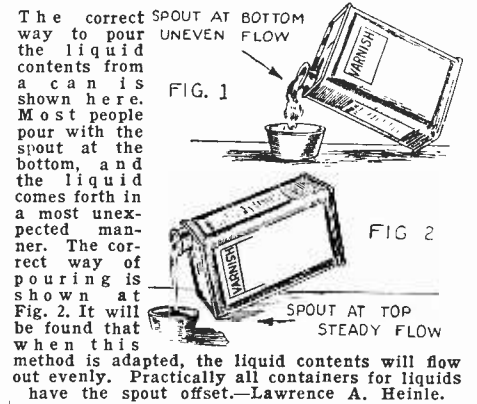 The correct
way to pour
the liquid
contents from
a can is
shown here.
Most people
pour with the
spout at the
bottom, and
the liquid
comes forth in
a most unex-
pected man-
ner. The cor-
rect way of
pouring is
shown at
Fig. 2. It will
be found that
when this
method is adapted, the liquid contents will flow
out evenly. Practically all containers for liquids
have the spout offset.—Lawrence A. Heinle.
SPOUT AT BOTTOM
UNEVEN FLOW
FIG. 1
VARNISH
FIG 2
VARNISH
SPOUT AT TOP
STEADY FLOW